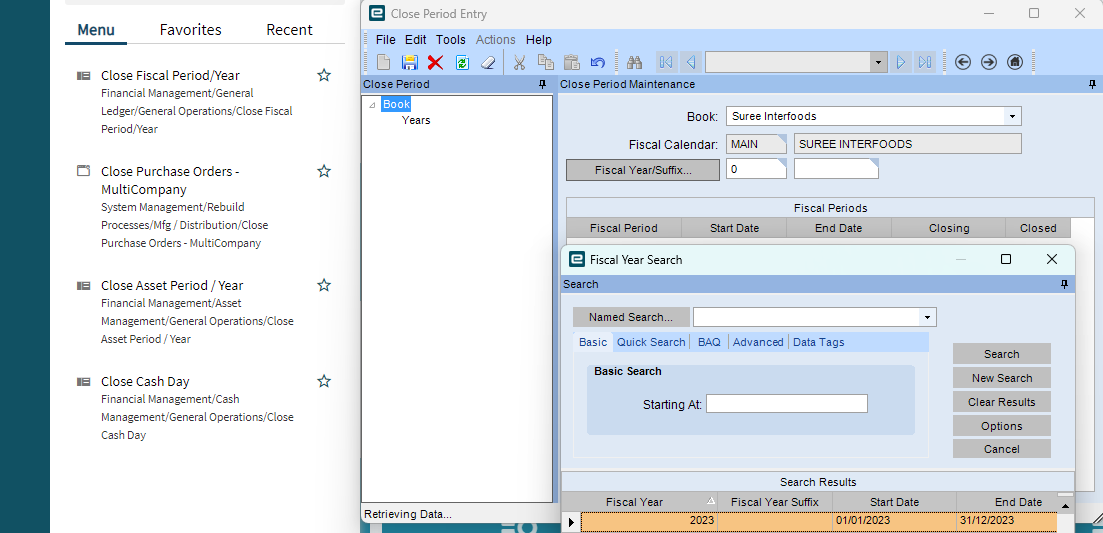 Menu
Favorites
Recent
Close Fiscal Period/Year
Financial Management/General
Ledger/General Operations/Close Fiscal
Period/Year
Close Purchase Orders -
MultiCompany
System Management/Rebuild
Processes/Mfg / Distribution/Close
Purchase Orders - MultiCompany
Close Asset Period / Year
Financial Management/Asset
Management/General Operations/Close
Asset Period / Year
Close Cash Day
Financial Management/Cash
Management/General Operations/Close
Cash Day
Close Period Entry
File Edit Tools Actions Help
Close Period
Book
Years
Retrieving Data...
Close Period Maintenance
Book: Suree Interfoods
Fiscal Calendar: MAIN SUREE INTERFOODS
Fiscal Year/Suffix... 0
Fiscal Periods
Fiscal Period Start Date End Date Closing Closed
Fiscal Year Search
Search
Named Search...
Basic Quick Search BAQ Advanced Data Tags
Basic Search
Starting At:
Search
New Search
Clear Results
Options
Cancel
Search Results
Fiscal Year Fiscal Year Suffix Start Date End Date
2023 01/01/2023 31/12/2023